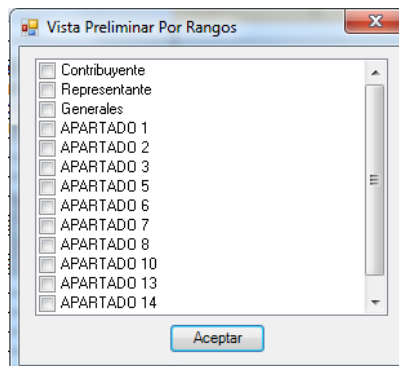 Vista Preliminar Por Rangos
Contribuyente
Representante
Generales
APARTADO 1
APARTADO 2
APARTADO 3
APARTADO 5
APARTADO 6
APARTADO 7
APARTADO 8
APARTADO 10
APARTADO 13
APARTADO 14
Aceptar